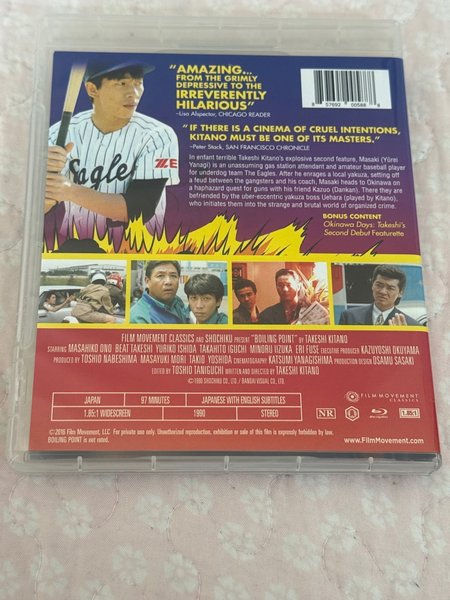 "AMAZING...
FROM THE GRIMLY
DEPRESSIVE TO THE
IRREVERENTLY
HILARIOUS"
–Lisa Alspector, CHICAGO READER
8 57692 00588 6
"IF THERE IS A CINEMA OF CRUEL INTENTIONS,
KITANO MUST BE ONE OF ITS MASTERS."
–Peter Stack, SAN FRANCISCO CHRONICLE
Eagles
In enfant terrible Takeshi Kitano's explosive second feature, Masaki (Yûrei
Yanagi) is an unassuming gas station attendant and amateur baseball player
for underdog team The Eagles. After he enrages a local yakuza, setting off
a feud between the gangsters and his coach, Masaki heads to Okinawa on
a haphazard quest for guns with his friend Kazuo (Dankan). There they are
befriended by the uber-eccentric yakuza boss Uehara (played by Kitano),
who initiates them into the strange and brutal world of organized crime.
BONUS CONTENT
Okinawa Days: Takeshi's
Second Debut Featurette
FILM MOVEMENT CLASSICS AND SHOCHIKU PRESENT "BOILING POINT" BY TAKESHI KITANO
STARRING MASAHIKO ONO BEAT TAKESHI YURIKO ISHIDA TAKAHITO IGUCHI MINORU IIZUKA ERI FUSE EXECUTIVE PRODUCER KAZUYOSHI OKUYAMA
PRODUCED BY TOSHIO NABESHIMA MASAYUKI MORI TAKIO YOSHIDA CINEMATOGRAPHY KATSUMI YANAGISHIMA PRODUCTION DESIGN OSAMU SASAKI
EDITED BY TOSHIO TANIGUCHI WRITTEN AND DIRECTED BY TAKESHI KITANO
©1990 SHOCHIKU CO., LTD./ BANDAI VISUAL CO., LTD.
JAPAN 97 MINUTES JAPANESE WITH ENGLISH SUBTITLES
1.85:1 WIDESCREEN 1990 STEREO
FILM MOVEMENT
CLASSICS
NR A Blu-ray 1.85:1
©2016 Film Movement, LLC For private use only. Unauthorized reproduction, exhibition or sale of this film is expressly forbidden by law.
BOILING POINT is not rated.
www.FilmMovement.com